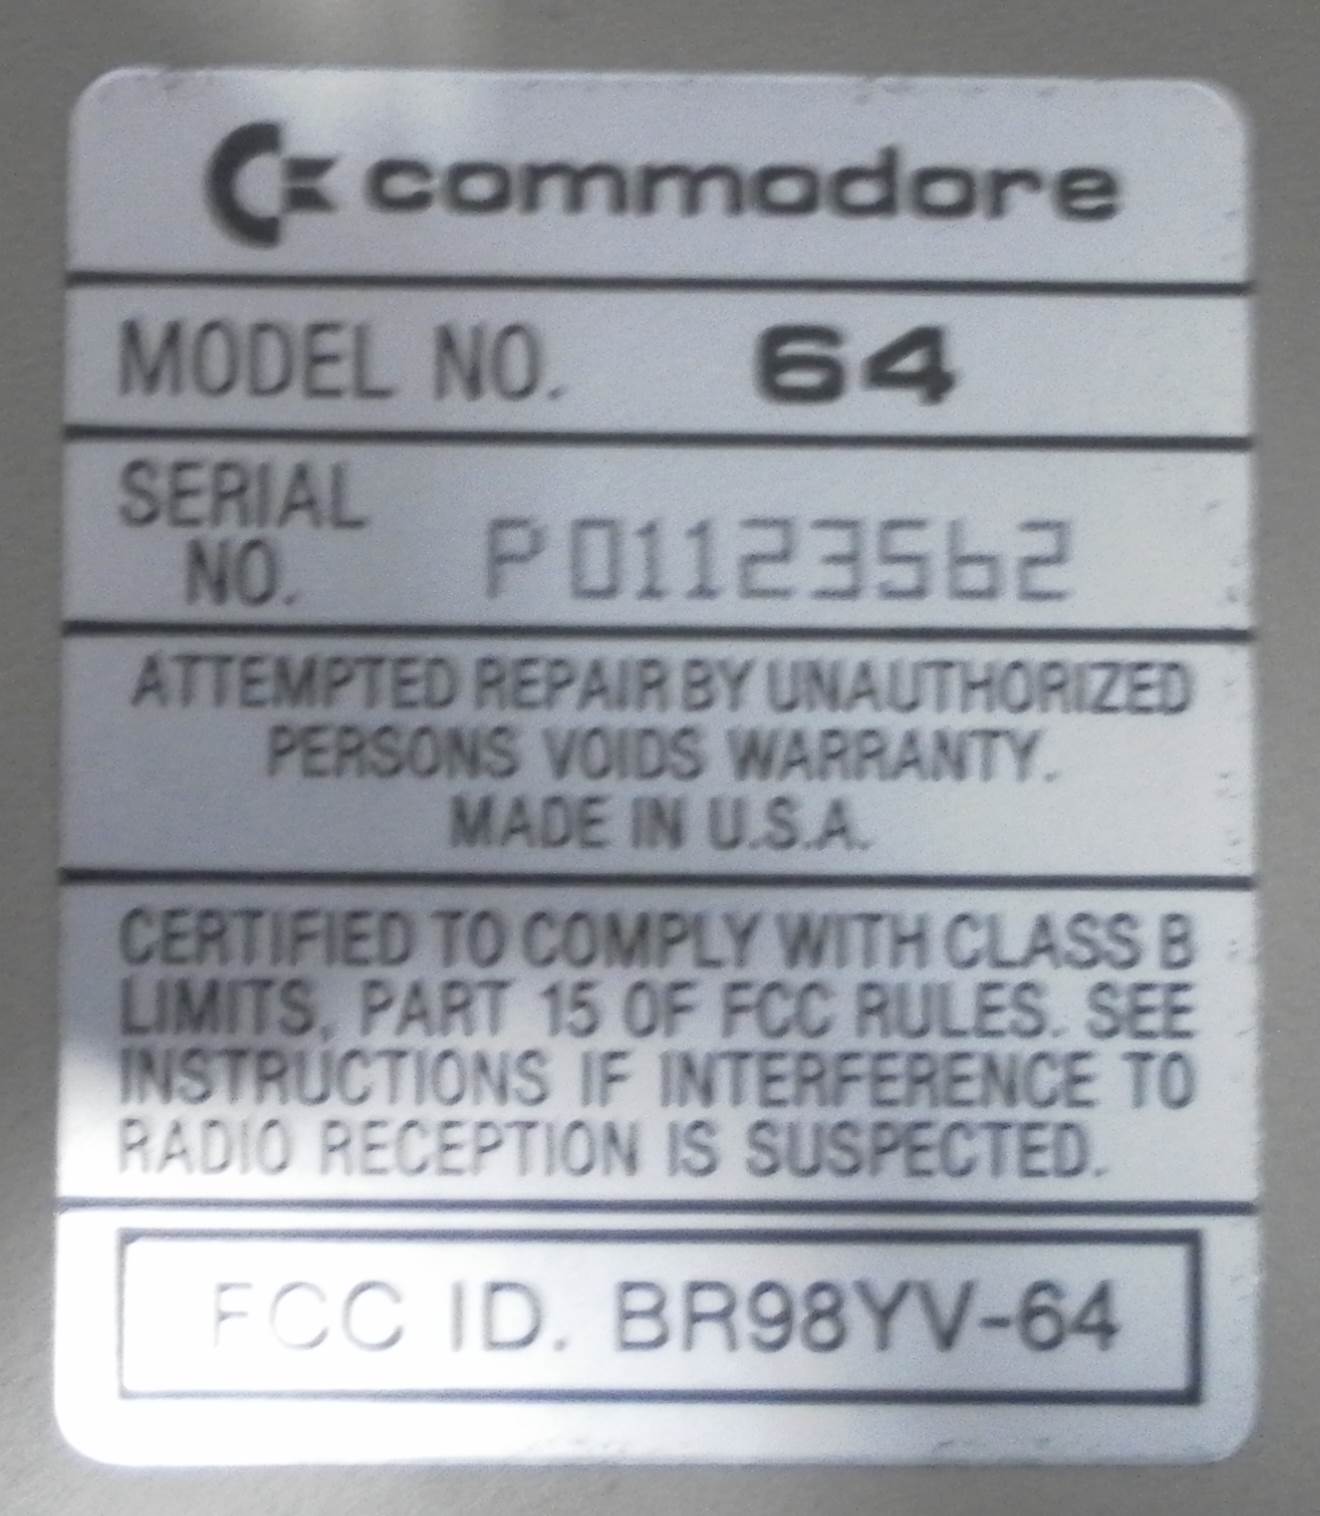 commodore
MODEL NO. 64
SERIAL
NO. P01123562
ATTEMPTED REPAIR BY UNAUTHORIZED
PERSONS VOIDS WARRANTY.
MADE IN U.S.A.
CERTIFIED TO COMPLY WITH CLASS B
LIMITS, PART 15 OF FCC RULES. SEE
INSTRUCTIONS IF INTERFERENCE TO
RADIO RECEPTION IS SUSPECTED.
FCC ID. BR98YV-64